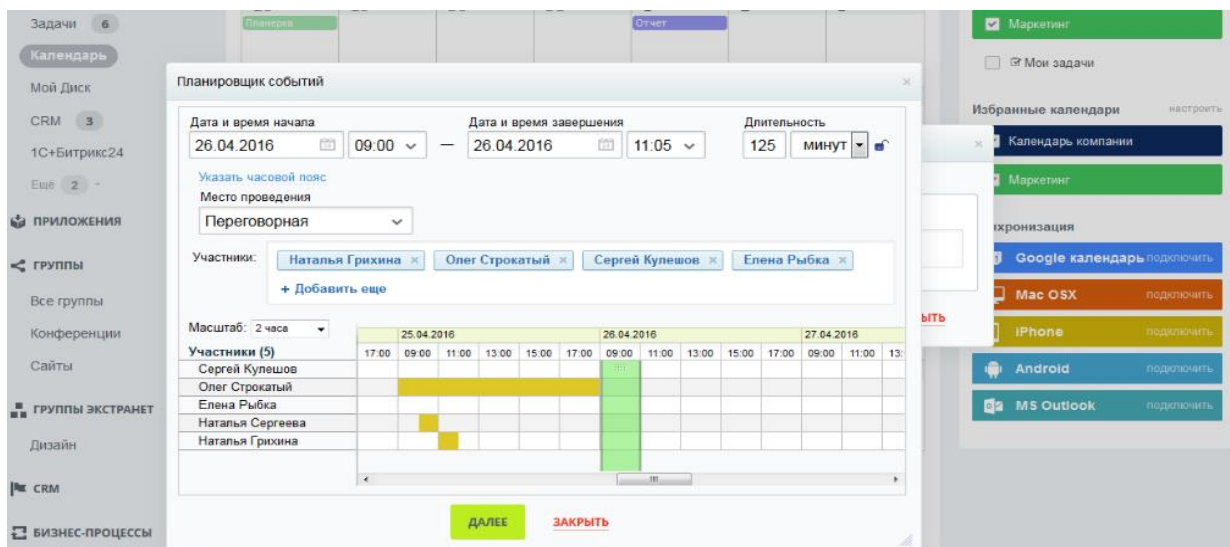 Задачи 6
Календарь
Мой Диск
CRM 3
1С+Битрикс24
Ещё 2
ПРИЛОЖЕНИЯ
ГРУППЫ
Все группы
Конференции
Сайты
ГРУППЫ ЭКСТРАНЕТ
Дизайн
CRM
БИЗНЕС-ПРОЦЕССЫ
Планерка
Отчет
Планировщик событий
Дата и время начала
Дата и время завершения
Длительность
26.04.2016 09:00 — 26.04.2016 11:05 125 минут
Указать часовой пояс
Место проведения
Переговорная
Участники: Наталья Грихина × Олег Строкатый × Сергей Кулешов × Елена Рыбка ×
+ Добавить еще
Масштаб: 2 часа
25.04.2016 26.04.2016 27.04.2016
Участники (5) 17:00 09:00 11:00 13:00 15:00 17:00 09:00 11:00 13:00 15:00 17:00 09:00 11:00 13:
Сергей Кулешов
Олег Строкатый
Елена Рыбка
Наталья Сергеева
Наталья Грихина
ДАЛЕЕ ЗАКРЫТЬ
ЫТЬ
Маркетинг
Мои задачи
Избранные календари настроить
Календарь компании
Маркетинг
хронизация
Google календарь подключить
Mac OSX подключить
iPhone подключить
Android подключить
MS Outlook подключить